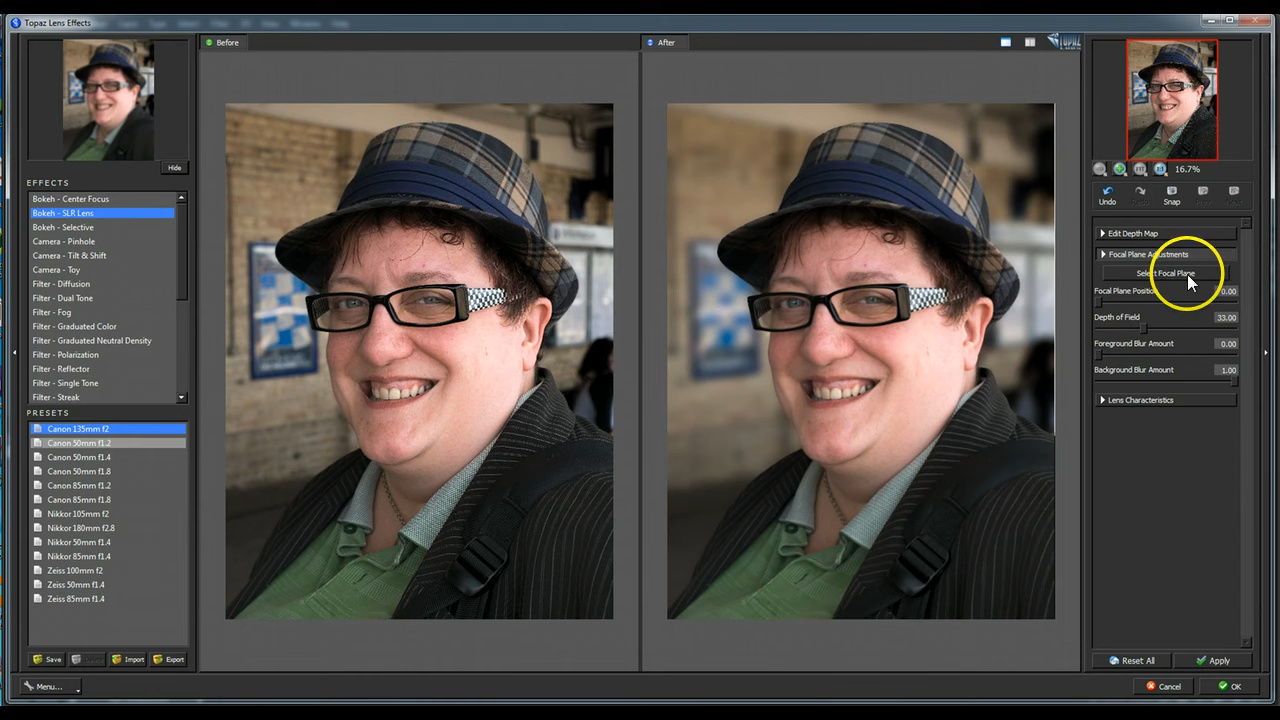 Topaz Lens Effects
Before
After
TOPAZ
Hide
EFFECTS
Bokeh - Center Focus
Bokeh - SLR Lens
Bokeh - Selective
Camera - Pinhole
Camera - Tilt & Shift
Camera - Toy
Filter - Diffusion
Filter - Dual Tone
Filter - Fog
Filter - Graduated Color
Filter - Graduated Neutral Density
Filter - Polarization
Filter - Reflector
Filter - Single Tone
Filter - Streak
PRESETS
Canon 135mm f2
Canon 50mm f1.2
Canon 50mm f1.4
Canon 50mm f1.8
Canon 85mm f1.2
Canon 85mm f1.8
Nikkor 105mm f2
Nikkor 180mm f2.8
Nikkor 50mm f1.4
Nikkor 85mm f1.4
Zeiss 100mm f2
Zeiss 50mm f1.4
Zeiss 85mm f1.4
Save
Import
Export
Menu...
16.7%
Undo
Redo
Snap
Edit Depth Map
Focal Plane Adjustments
Select Focal Plane
Focal Plane Position 0.00
Depth of Field 33.00
Foreground Blur Amount 0.00
Background Blur Amount 1.00
Lens Characteristics
Reset All
Apply
Cancel
OK